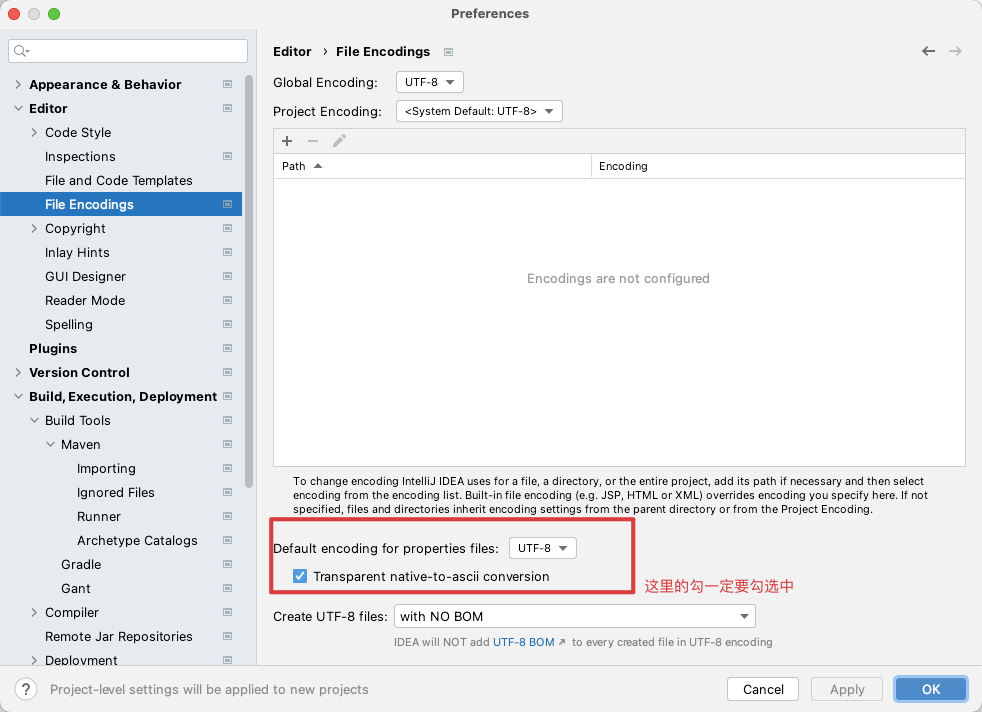 Preferences
Appearance & Behavior
Editor
Code Style
Inspections
File and Code Templates
File Encodings
Copyright
Inlay Hints
GUI Designer
Reader Mode
Spelling
Plugins
Version Control
Build, Execution, Deployment
Build Tools
Maven
Importing
Ignored Files
Runner
Archetype Catalogs
Gradle
Gant
Compiler
Remote Jar Repositories
Deployment
Editor › File Encodings
Global Encoding: UTF-8
Project Encoding: <System Default: UTF-8>
Path Encoding
Encodings are not configured
To change encoding IntelliJ IDEA uses for a file, a directory, or the entire project, add its path if necessary and then select
encoding from the encoding list. Built-in file encoding (e.g. JSP, HTML or XML) overrides encoding you specify here. If not
specified, files and directories inherit encoding settings from the parent directory or from the Project Encoding.
Default encoding for properties files: UTF-8
Transparent native-to-ascii conversion
这里的勾一定要勾选中
Create UTF-8 files: with NO BOM
IDEA will NOT add UTF-8 BOM ↗ to every created file in UTF-8 encoding
? Project-level settings will be applied to new projects
Cancel Apply OK